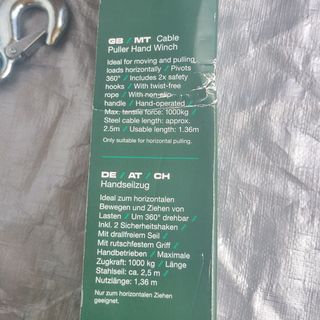 GB / MT Cable
Puller Hand Winch
Ideal for moving and pulling
loads horizontally / Pivots
360° / Includes 2x safety
hooks / With twist-free
rope / With non-slip
handle / Hand-operated /
Max. tensile force: 1000kg /
Steel cable length: approx.
2.5m / Usable length: 1.36m
Only suitable for horizontal pulling.
DE / AT / CH
Handseilzug
Ideal zum horizontalen
Bewegen und Ziehen von
Lasten / Um 360° drehbar /
Inkl. 2 Sicherheitshaken /
Mit drallfreiem Seil /
Mit rutschfestem Griff /
Handbetrieben / Maximale
Zugkraft: 1000 kg / Länge
Stahlseil: ca. 2,5 m /
Nutzlänge: 1,36 m
Nur zum horizontalen Ziehen
geeignet.